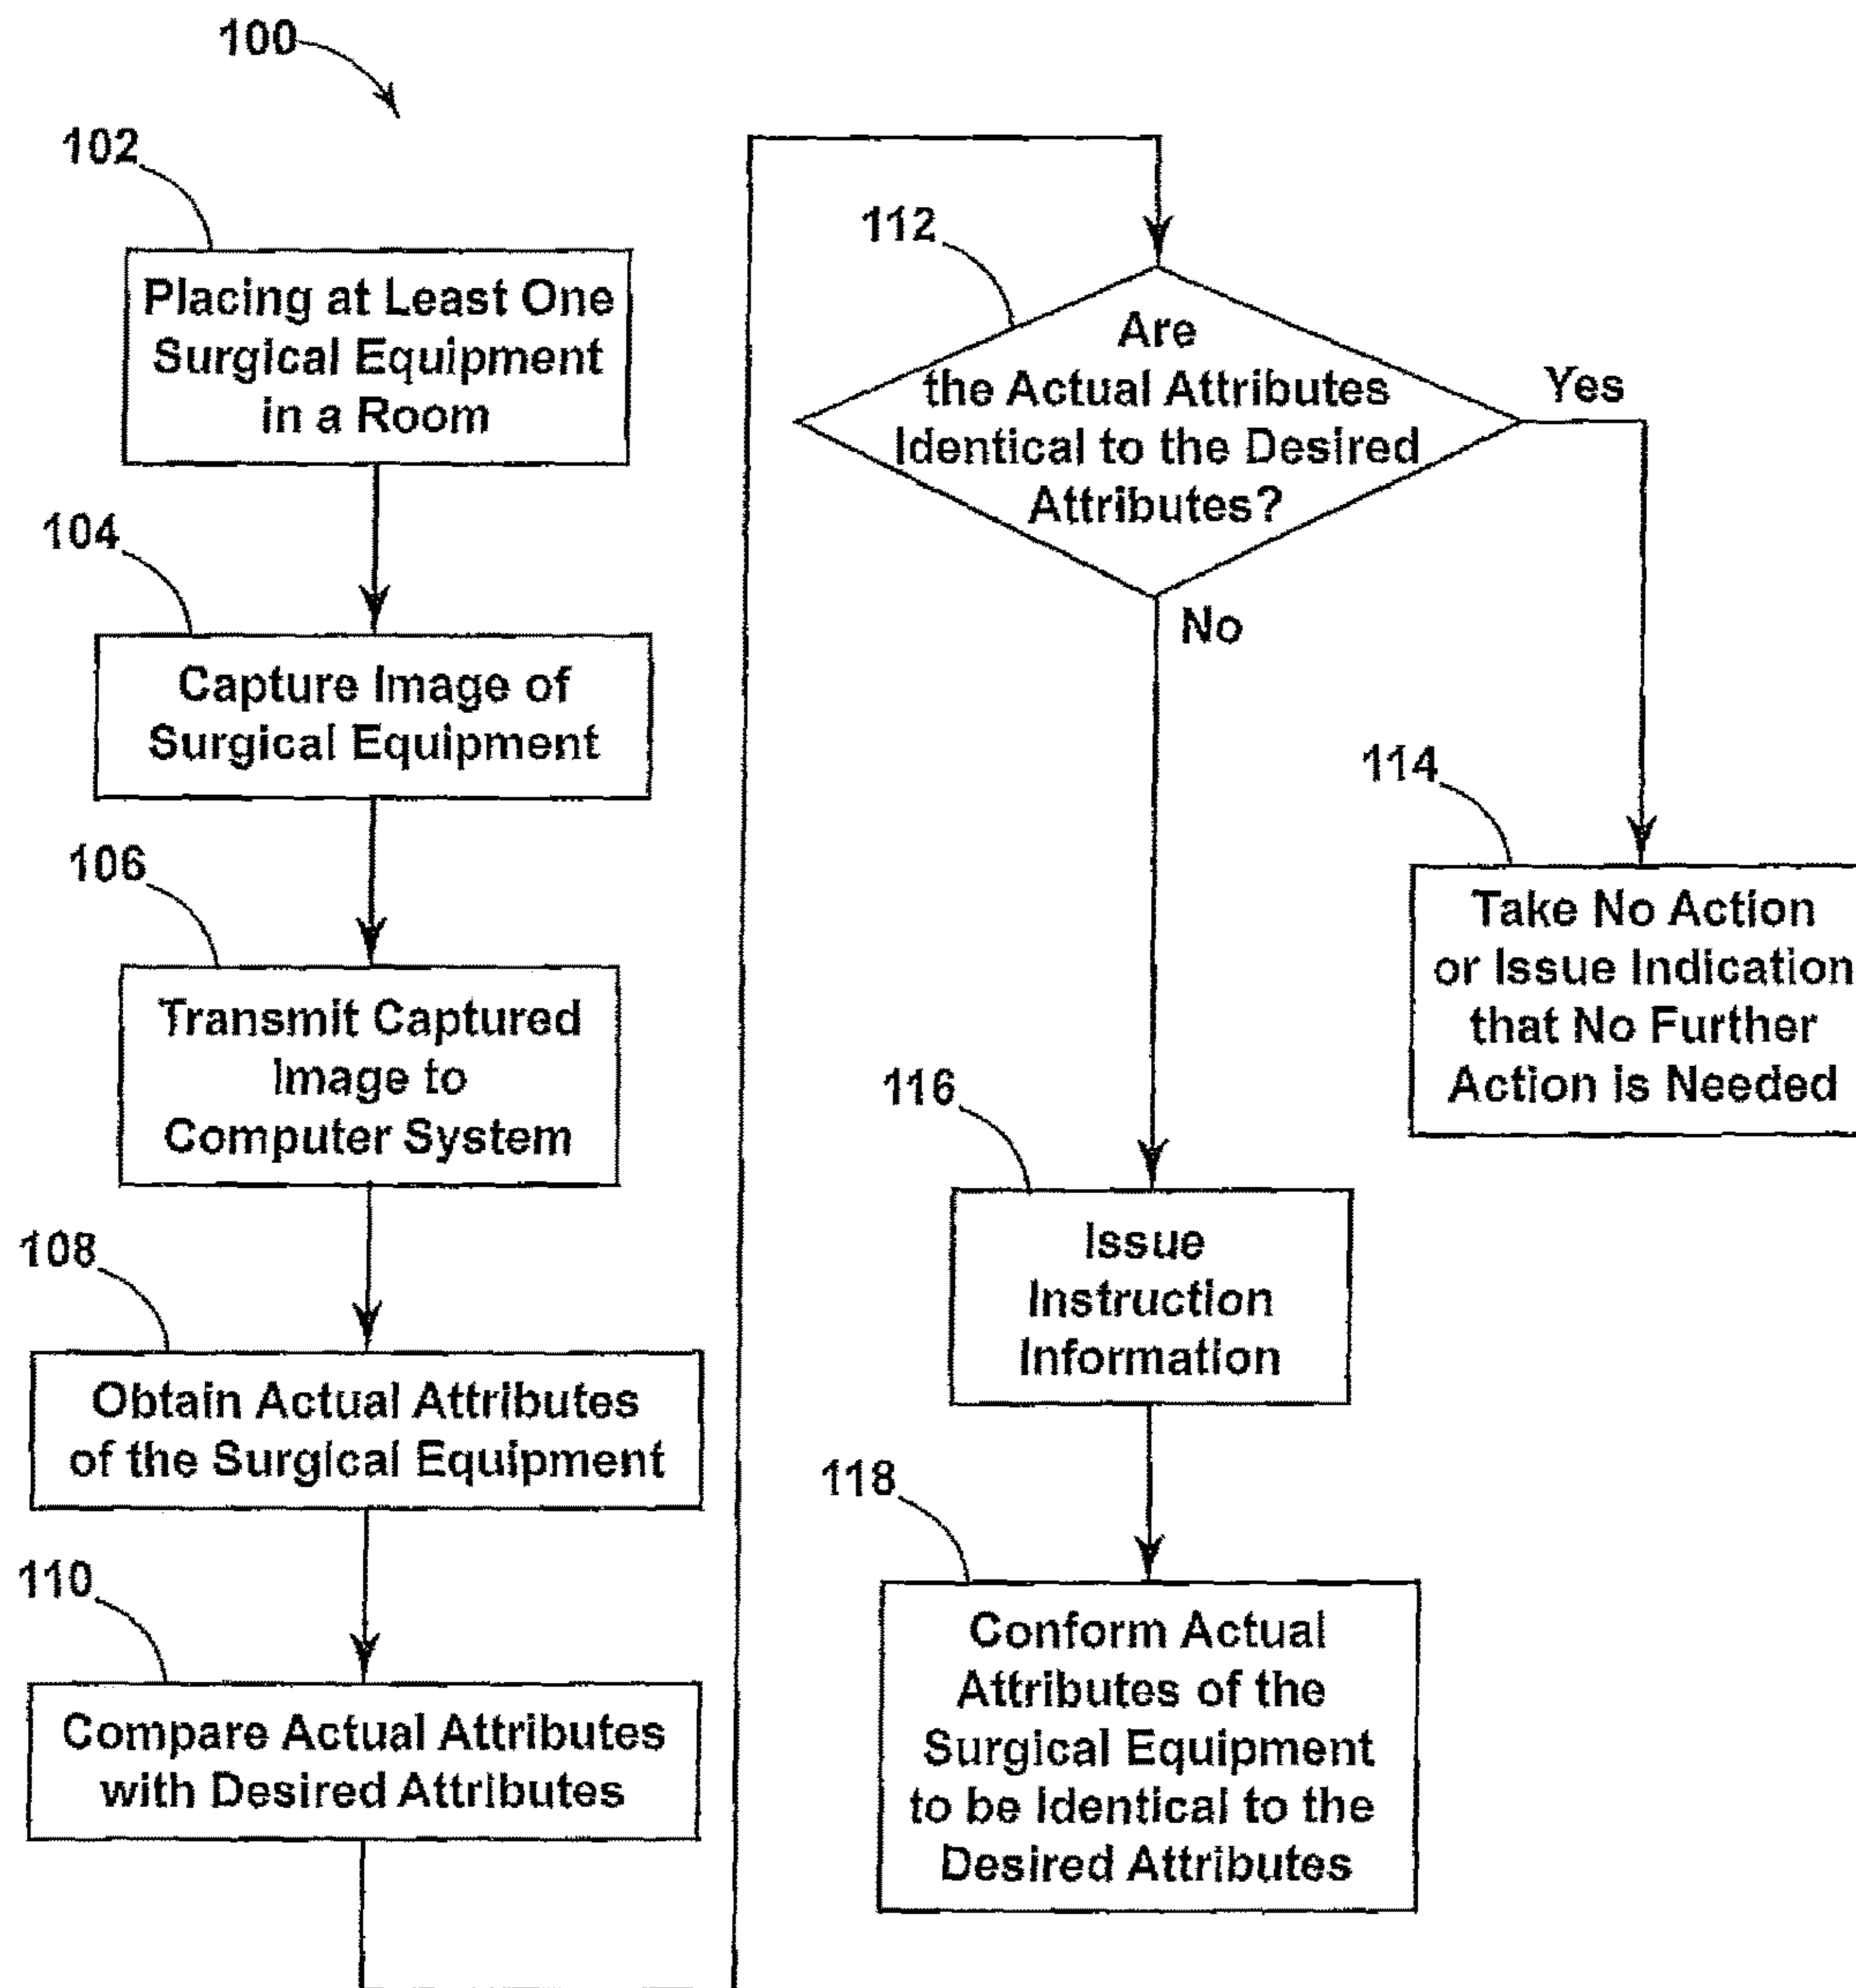 100
102
Placing at Least One
Surgical Equipment
in a Room
104
Capture Image of
Surgical Equipment
106
Transmit Captured
Image to
Computer System
108
Obtain Actual Attributes
of the Surgical Equipment
110
Compare Actual Attributes
with Desired Attributes
112
Are
the Actual Attributes
Identical to the Desired
Attributes?
Yes
No
114
Take No Action
or Issue Indication
that No Further
Action is Needed
116
Issue
Instruction
Information
118
Conform Actual
Attributes of the
Surgical Equipment
to be Identical to the
Desired Attributes